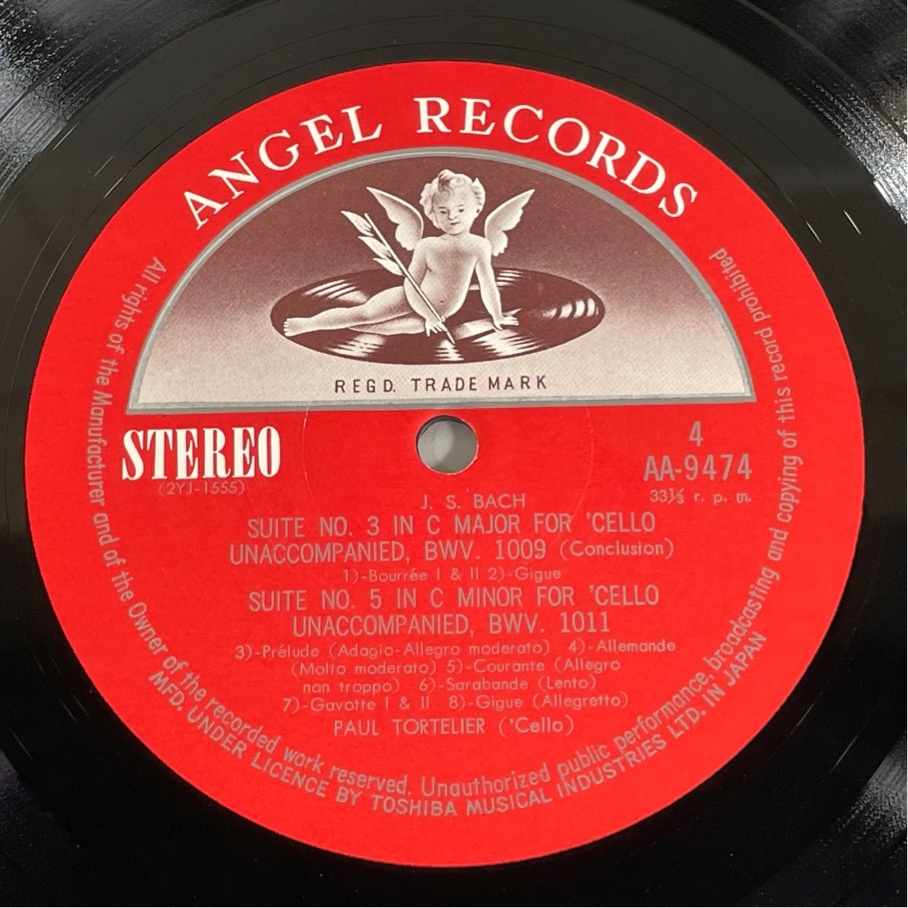 ANGEL RECORDS
REGD. TRADE MARK
STEREO
(2YJ-1555)
4
AA-9474
33⅓ r. p. m.
J. S. BACH
SUITE NO. 3 IN C MAJOR FOR 'CELLO
UNACCOMPANIED, BWV. 1009 (Conclusion)
1)-Bourrée I & II 2)-Gigue
SUITE NO. 5 IN C MINOR FOR 'CELLO
UNACCOMPANIED, BWV. 1011
3)-Prélude (Adagio-Allegro moderato) 4)-Allemande
(Molto moderato) 5)-Courante (Allegro
non troppo) 6)-Sarabande (Lento)
7)-Gavotte I & II 8)-Gigue (Allegretto)
PAUL TORTELIER ('Cello)
All rights of the Manufacturer and of the Owner of the recorded work reserved. Unauthorized public performance, broadcasting and copying of this record prohibited
MFD. UNDER LICENCE BY TOSHIBA MUSICAL INDUSTRIES LTD. IN JAPAN